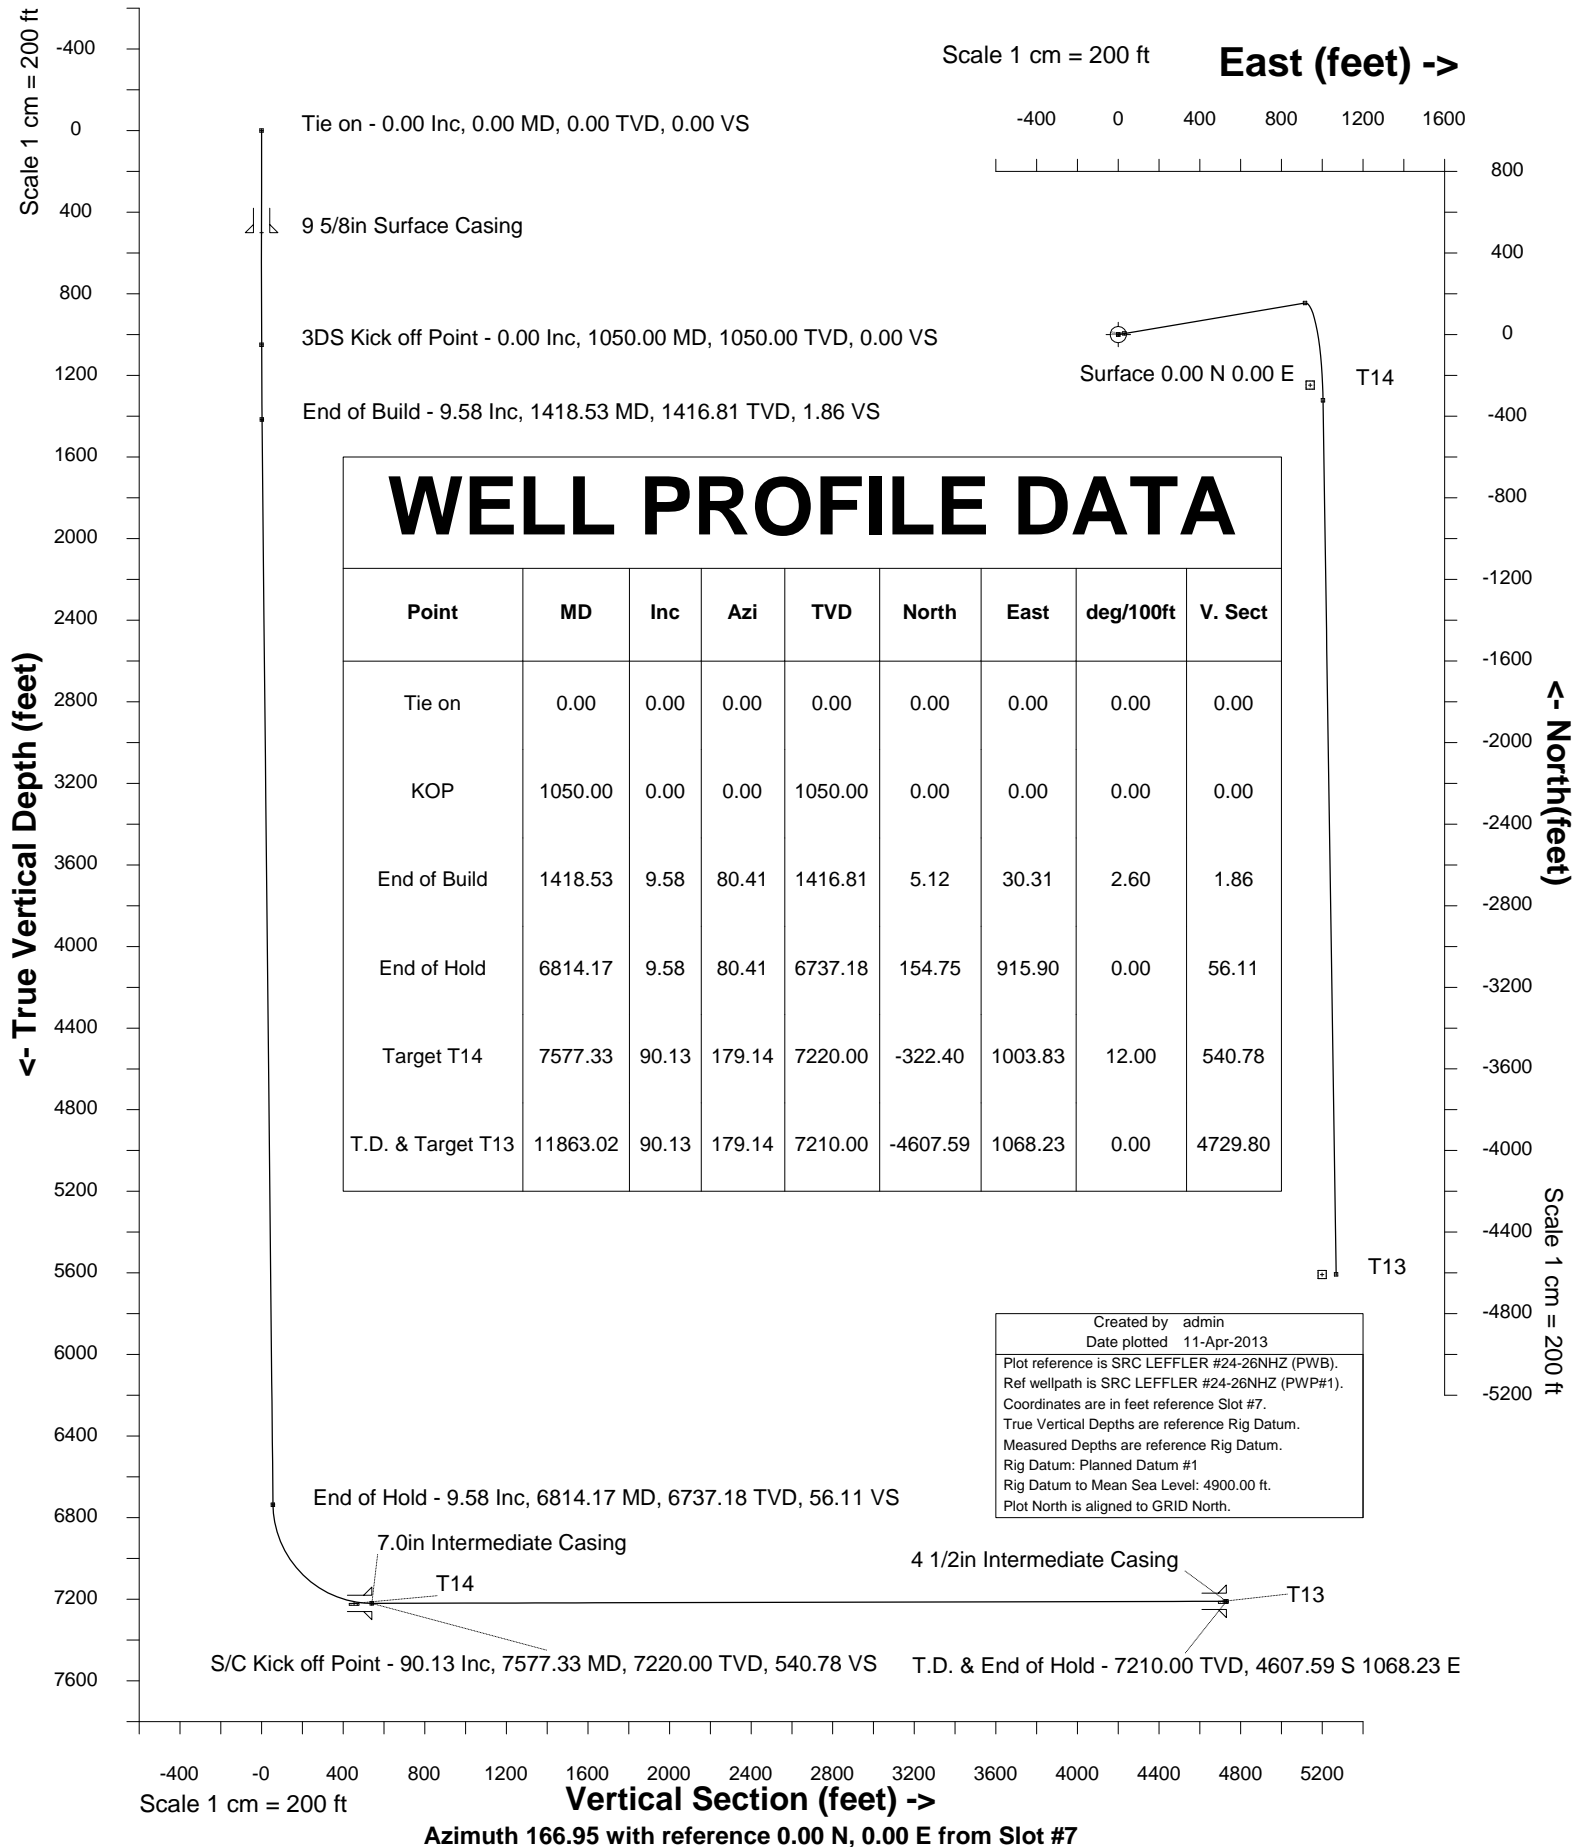 Scale 1 cm = 200 ft
East (feet) ->
-400 0 400 800 1200 1600
Scale 1 cm = 200 ft
<- True Vertical Depth (feet)
-400
0
400
800
1200
1600
2000
2400
2800
3200
3600
4000
4400
4800
5200
5600
6000
6400
6800
7200
7600
Tie on - 0.00 Inc, 0.00 MD, 0.00 TVD, 0.00 VS
9 5/8in Surface Casing
3DS Kick off Point - 0.00 Inc, 1050.00 MD, 1050.00 TVD, 0.00 VS
End of Build - 9.58 Inc, 1418.53 MD, 1416.81 TVD, 1.86 VS
Surface 0.00 N 0.00 E
T14
800
400
0
-400
-800
-1200
-1600
-2000
-2400
-2800
-3200
-3600
-4000
-4400
-4800
-5200
<- North(feet)
Scale 1 cm = 200 ft
WELL PROFILE DATA
Point MD Inc Azi TVD North East deg/100ft V. Sect
Tie on 0.00 0.00 0.00 0.00 0.00 0.00 0.00 0.00
KOP 1050.00 0.00 0.00 1050.00 0.00 0.00 0.00 0.00
End of Build 1418.53 9.58 80.41 1416.81 5.12 30.31 2.60 1.86
End of Hold 6814.17 9.58 80.41 6737.18 154.75 915.90 0.00 56.11
Target T14 7577.33 90.13 179.14 7220.00 -322.40 1003.83 12.00 540.78
T.D. & Target T13 11863.02 90.13 179.14 7210.00 -4607.59 1068.23 0.00 4729.80
T13
Created by admin
Date plotted 11-Apr-2013
Plot reference is SRC LEFFLER #24-26NHZ (PWB).
Ref wellpath is SRC LEFFLER #24-26NHZ (PWP#1).
Coordinates are in feet reference Slot #7.
True Vertical Depths are reference Rig Datum.
Measured Depths are reference Rig Datum.
Rig Datum: Planned Datum #1
Rig Datum to Mean Sea Level: 4900.00 ft.
Plot North is aligned to GRID North.
End of Hold - 9.58 Inc, 6814.17 MD, 6737.18 TVD, 56.11 VS
7.0in Intermediate Casing
4 1/2in Intermediate Casing
T14
T13
S/C Kick off Point - 90.13 Inc, 7577.33 MD, 7220.00 TVD, 540.78 VS
T.D. & End of Hold - 7210.00 TVD, 4607.59 S 1068.23 E
-400 -0 400 800 1200 1600 2000 2400 2800 3200 3600 4000 4400 4800 5200
Scale 1 cm = 200 ft
Vertical Section (feet) ->
Azimuth 166.95 with reference 0.00 N, 0.00 E from Slot #7